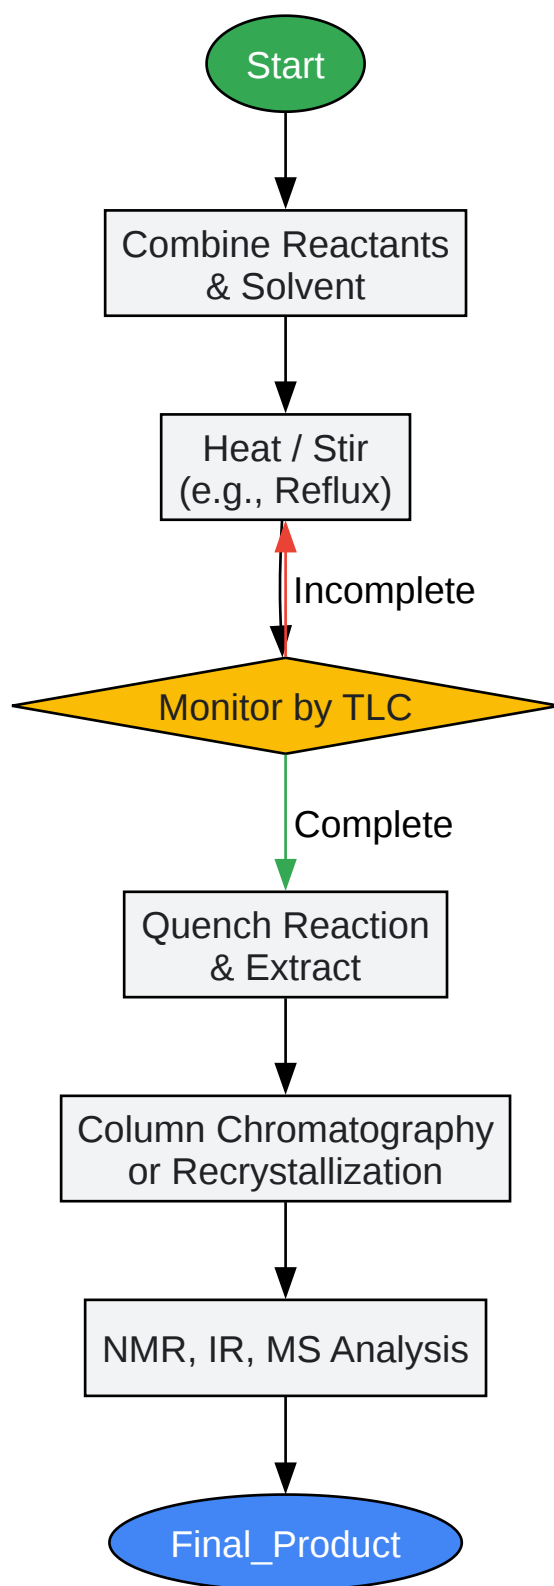 Start
Combine Reactants
& Solvent
Heat / Stir
(e.g., Reflux)
Incomplete
Monitor by TLC
Complete
Quench Reaction
& Extract
Column Chromatography
or Recrystallization
NMR, IR, MS Analysis
Final_Product